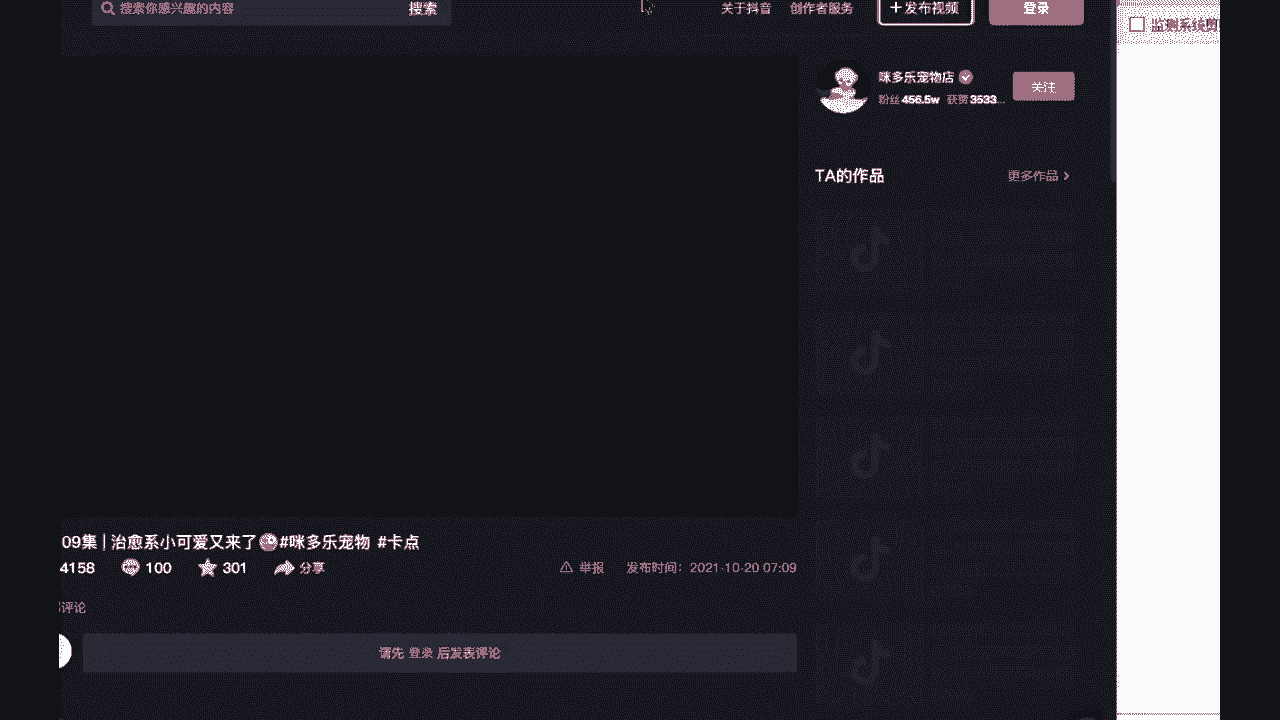 搜索你感兴趣的内容 搜索 关于抖音 创作者服务 +发布视频 登录
咪多乐宠物店 关注
粉丝 456.5w 获赞 3533...
TA的作品 更多作品
09集 | 治愈系小可爱又来了 #咪多乐宠物 #卡点
4158 100 301 分享 举报 发布时间：2021-10-20 07:09
评论
请先 登录 后发表评论